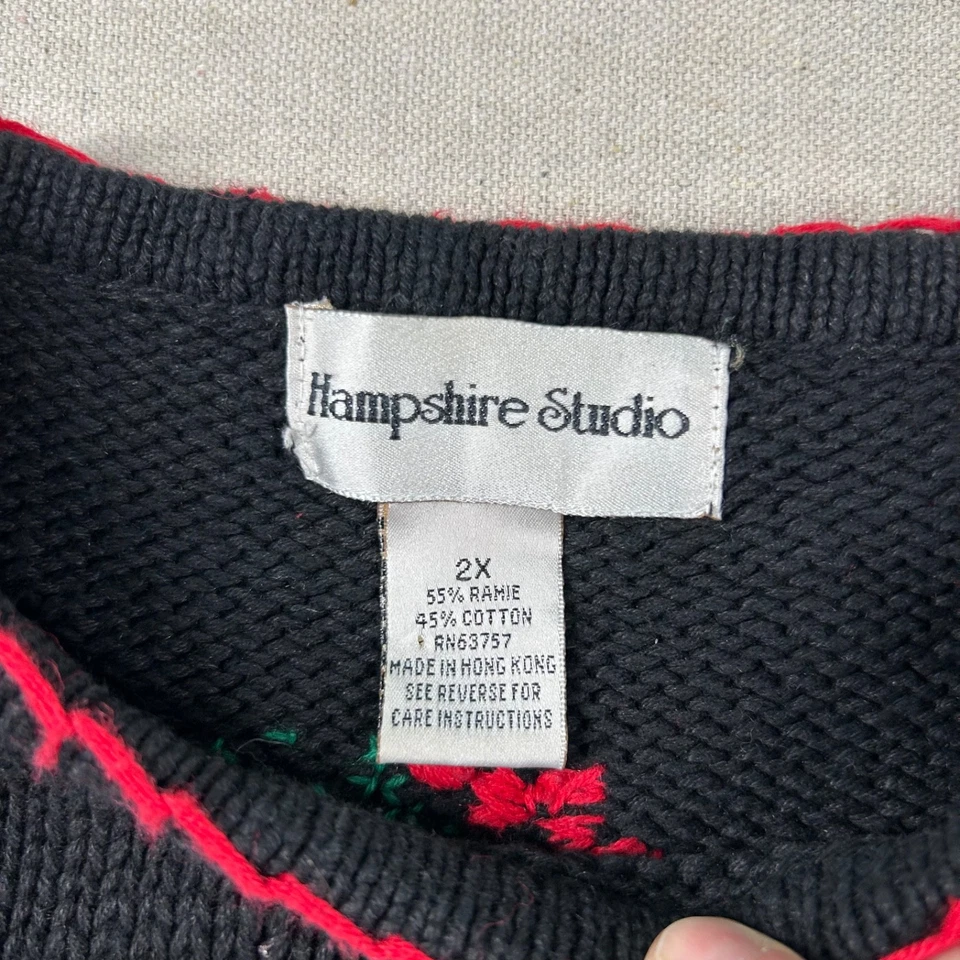 Hampshire Studio
2X
55% RAMIE
45% COTTON
RN63757
MADE IN HONG KONG
SEE REVERSE FOR
CARE INSTRUCTIONS